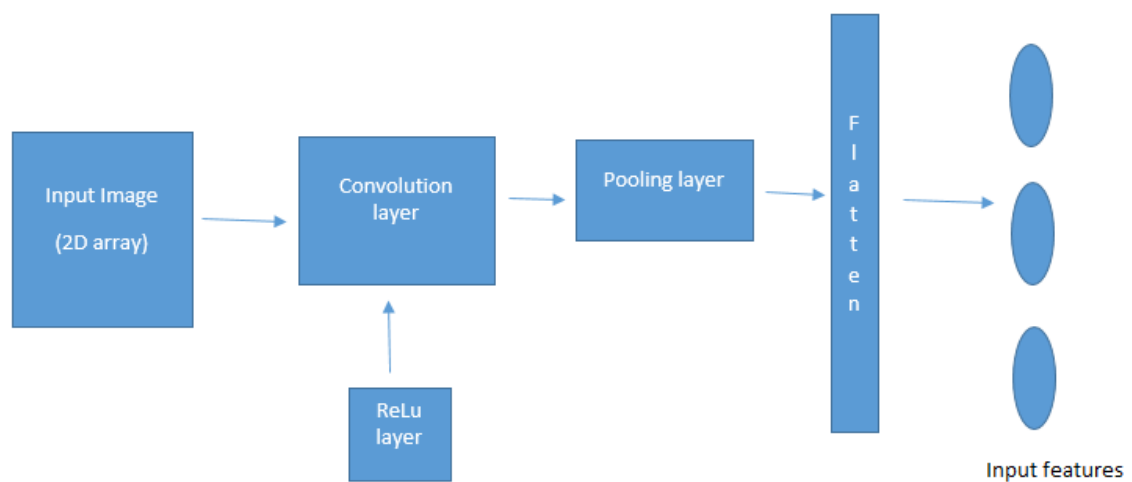 Input Image
(2D array)
Convolution
layer
ReLu
layer
Pooling layer
F
l
a
t
t
e
n
Input features